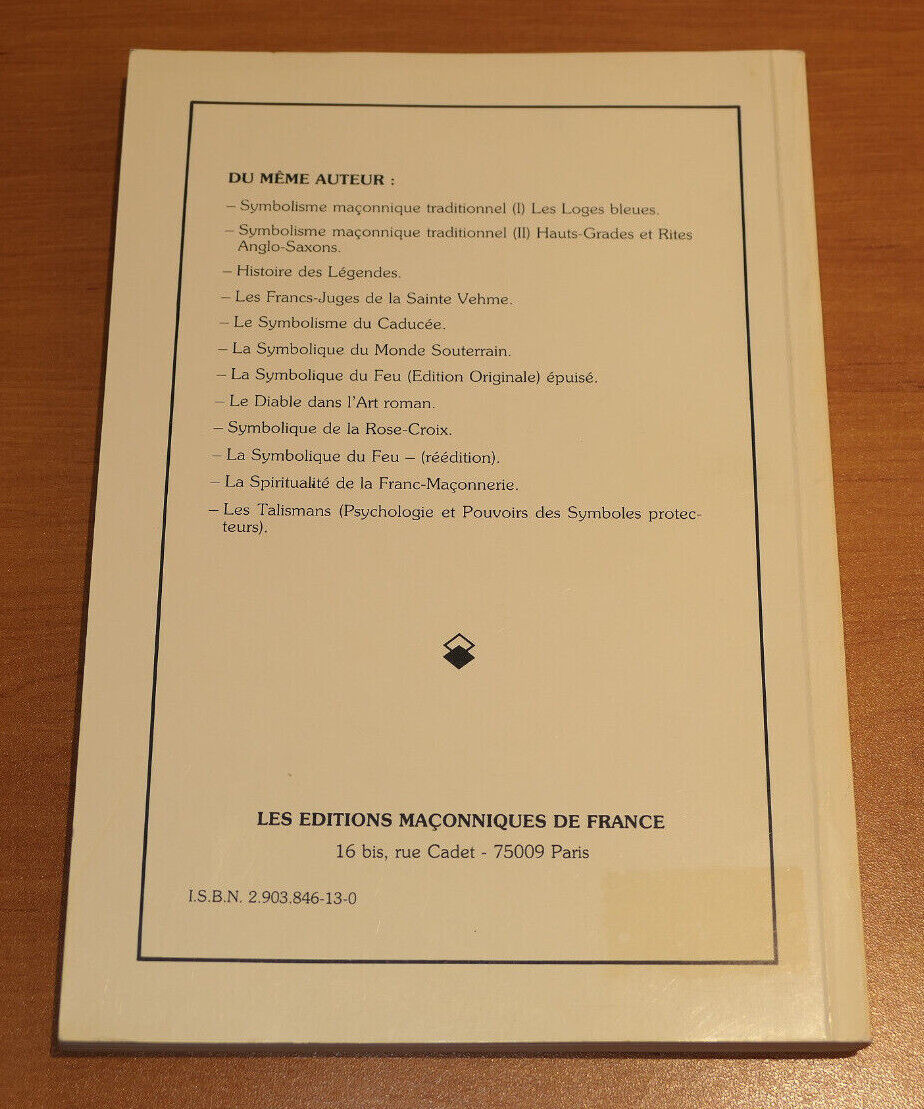 DU MÊME AUTEUR :
– Symbolisme maçonnique traditionnel (I) Les Loges bleues.
– Symbolisme maçonnique traditionnel (II) Hauts-Grades et Rites
Anglo-Saxons.
– Histoire des Légendes.
– Les Francs-Juges de la Sainte Vehme.
– Le Symbolisme du Caducée.
– La Symbolique du Monde Souterrain.
– La Symbolique du Feu (Edition Originale) épuisé.
– Le Diable dans l'Art roman.
– Symbolique de la Rose-Croix.
– La Symbolique du Feu – (réédition).
– La Spiritualité de la Franc-Maçonnerie.
– Les Talismans (Psychologie et Pouvoirs des Symboles protec-
teurs).
LES EDITIONS MAÇONNIQUES DE FRANCE
16 bis, rue Cadet - 75009 Paris
I.S.B.N. 2.903.846-13-0